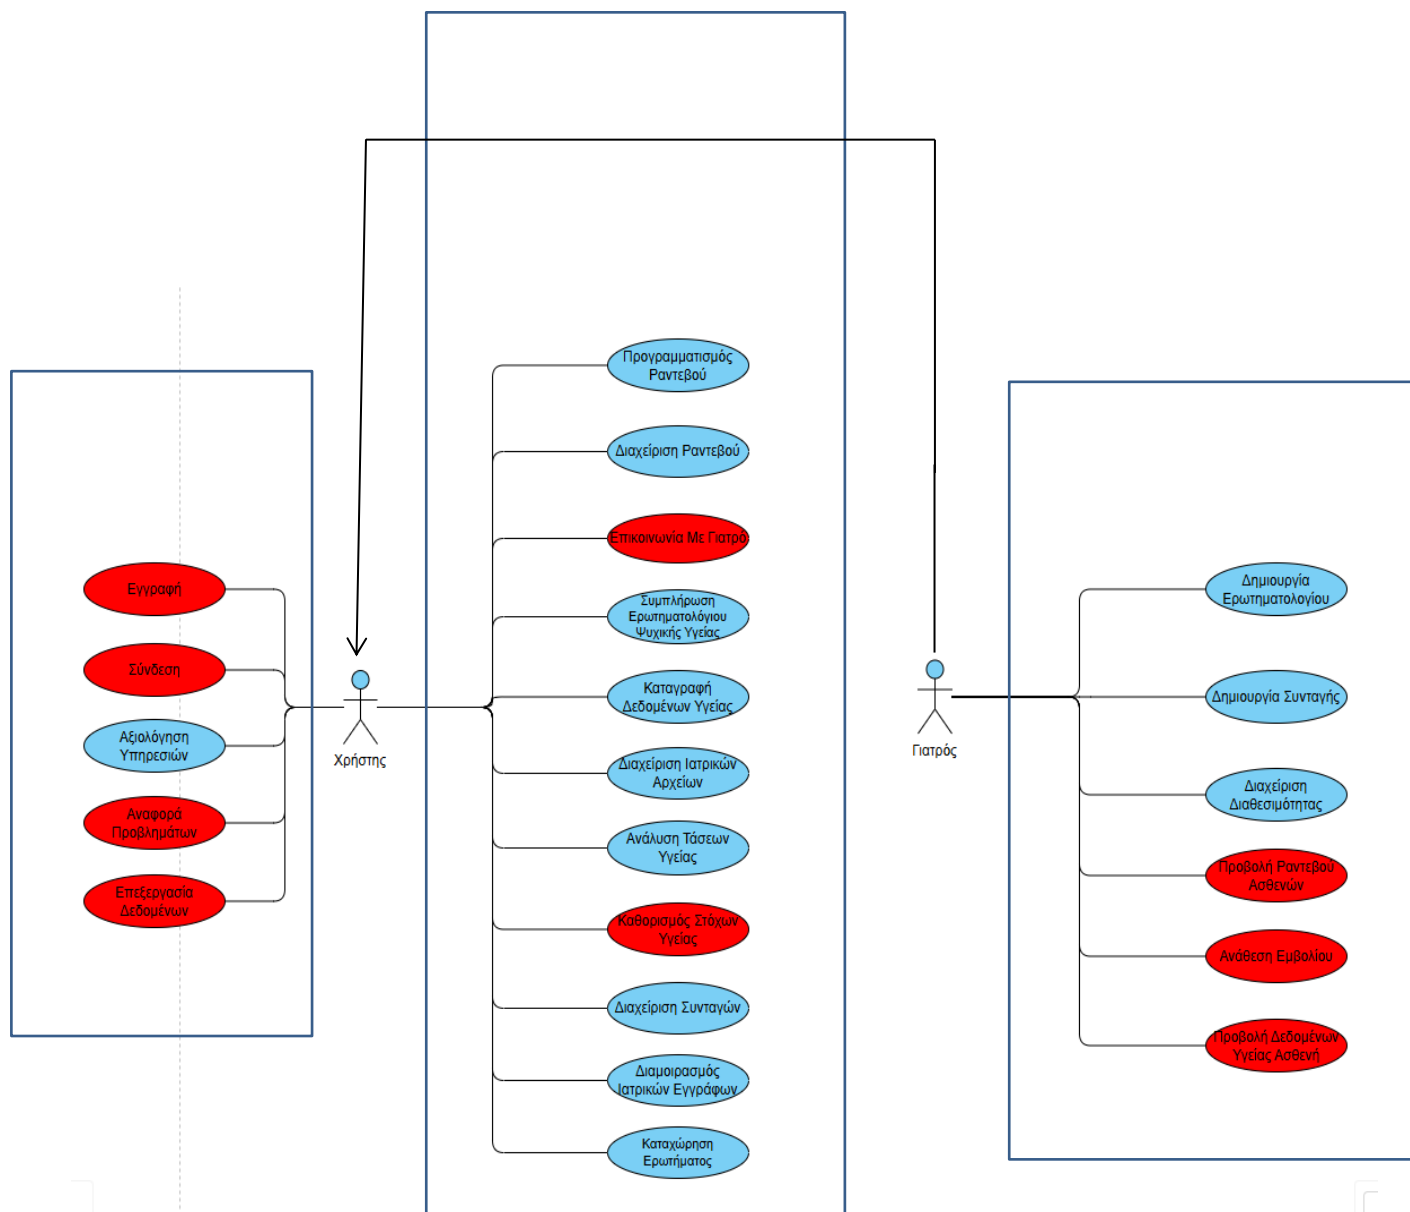 Εγγραφή
Σύνδεση
Αξιολόγηση
Υπηρεσιών
Αναφορά
Προβλημάτων
Επεξεργασία
Δεδομένων
Χρήστης
Προγραμματισμός
Ραντεβού
Διαχείριση Ραντεβού
Επικοινωνία Με Γιατρό
Συμπλήρωση
Ερωτηματολόγιου
Ψυχικής Υγείας
Καταγραφή
Δεδομένων Υγείας
Διαχείριση Ιατρικών
Αρχείων
Ανάλυση Τάσεων
Υγείας
Καθορισμός Στόχων
Υγείας
Διαχείριση Συνταγών
Διαμοιρασμός
Ιατρικών Εγγράφων
Καταχώρηση
Ερωτήματος
Γιατρός
Δημιουργία
Ερωτηματολογίου
Δημιουργία Συνταγής
Διαχείριση
Διαθεσιμότητας
Προβολή Ραντεβού
Ασθενών
Ανάθεση Εμβολίου
Προβολή Δεδομένων
Υγείας Ασθενή